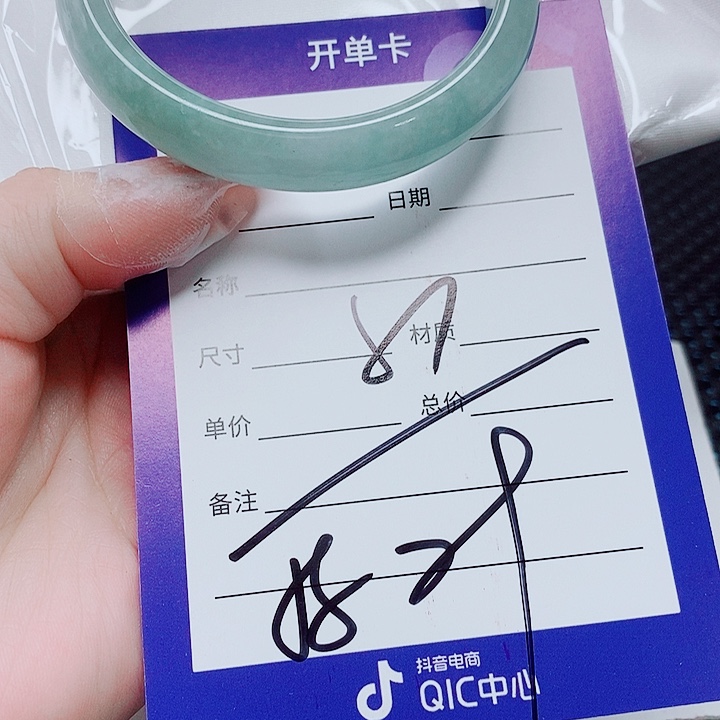 开单卡
日期
名称
尺寸 材质
单价 总价
备注
抖音电商
QIC中心